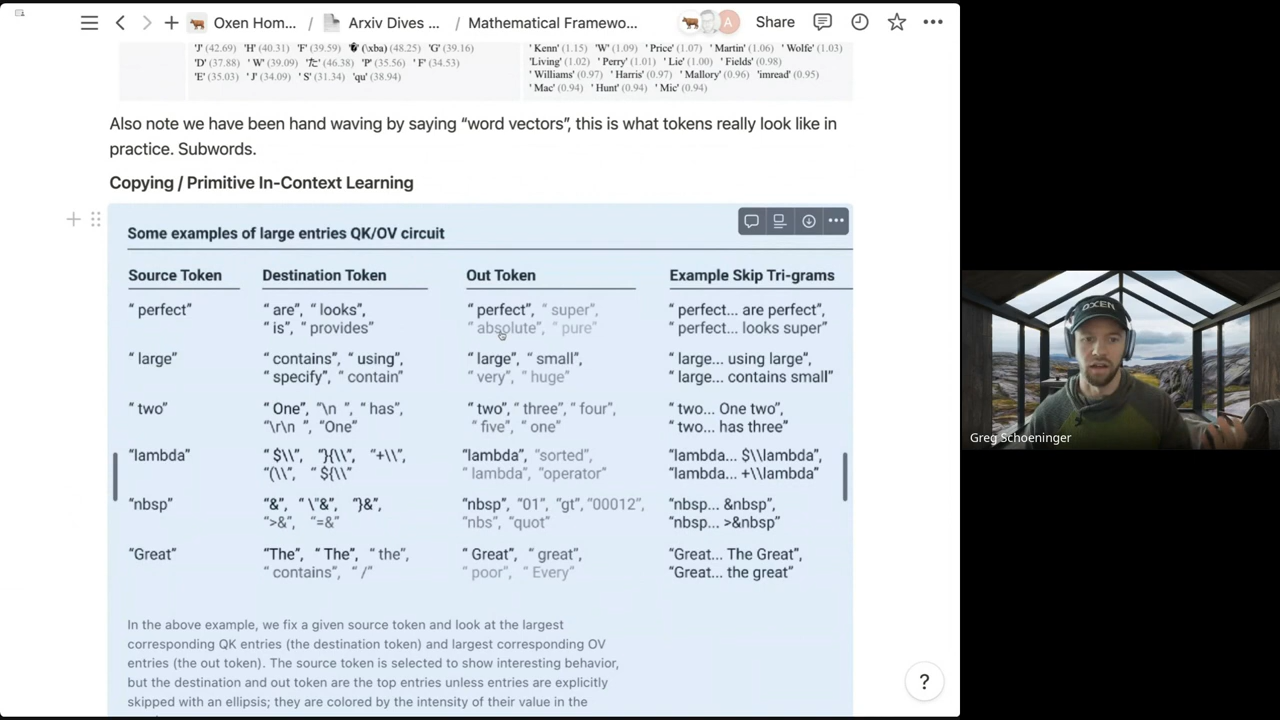 Oxen Hom... / Arxiv Dives ... / Mathematical Framewo... A Share
'J' (42.69) 'H' (40.31) 'F' (39.59) (\xba) (48.25) 'G' (39.16)
'D' (37.88) ' W' (39.09) 'た' (46.38) 'P' (35.56) ' F' (34.53)
'E' (35.03) ' J' (34.09) ' S' (31.34) 'qu' (38.94)
' Kenn' (1.15) 'W' (1.09) ' Price' (1.07) ' Martin' (1.06) ' Wolfe' (1.03)
'Living' (1.02) ' Perry' (1.01) ' Lie' (1.00) ' Fields' (0.98)
' Williams' (0.97) ' Harris' (0.97) ' Mallory' (0.96) 'imread' (0.95)
' Mac' (0.94) ' Hunt' (0.94) ' Mic' (0.94)
Also note we have been hand waving by saying “word vectors”, this is what tokens really look like in
practice. Subwords.
Copying / Primitive In-Context Learning
Some examples of large entries QK/OV circuit
Source Token Destination Token Out Token Example Skip Tri-grams
“ perfect” “ are”, “ looks”, “ perfect”, “ super”, “ perfect... are perfect”,
“ is”, “ provides” “ absolute”, “ pure” “ perfect... looks super”
“ large” “ contains”, “ using”, “ large”, “ small”, “ large... using large”,
“ specify”, “ contain” “ very”, “ huge” “ large... contains small”
“ two” “ One”, “\n ”, “ has”, “ two”, “ three”, “ four”, “ two... One two”,
“\r\n ”, “One” “ five”, “ one” “ two... has three”
“lambda” “ $\\”, “}{\\”, “+\\”, “lambda”, “sorted”, “lambda... $\\lambda”,
“(\\”, “ ${\\” “ lambda”, “operator” “lambda... +\\lambda”
“nbsp” “&”, “ \"&”, “}&”, “nbsp”, “01”, “gt”, “00012”, “nbsp... &nbsp”,
“>&”, “=&” “nbs”, “quot” “nbsp... >&nbsp”
“Great” “The”, “ The”, “ the”, “ Great”, “ great”, “Great... The Great”,
“ contains”, “ /” “ poor”, “ Every” “Great... the great”
In the above example, we fix a given source token and look at the largest
corresponding QK entries (the destination token) and largest corresponding OV
entries (the out token). The source token is selected to show interesting behavior,
but the destination and out token are the top entries unless entries are explicitly
skipped with an ellipsis; they are colored by the intensity of their value in the
?
OXEN
Greg Schoeninger